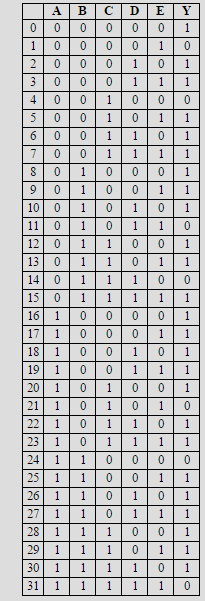 A B C D E Y
0 0 0 0 0 0 1
1 0 0 0 0 1 0
2 0 0 0 1 0 1
3 0 0 0 1 1 1
4 0 0 1 0 0 0
5 0 0 1 0 1 1
6 0 0 1 1 0 1
7 0 0 1 1 1 1
8 0 1 0 0 0 1
9 0 1 0 0 1 1
10 0 1 0 1 0 1
11 0 1 0 1 1 0
12 0 1 1 0 0 1
13 0 1 1 0 1 1
14 0 1 1 1 0 0
15 0 1 1 1 1 1
16 1 0 0 0 0 1
17 1 0 0 0 1 1
18 1 0 0 1 0 1
19 1 0 0 1 1 1
20 1 0 1 0 0 1
21 1 0 1 0 1 0
22 1 0 1 1 0 1
23 1 0 1 1 1 1
24 1 1 0 0 0 0
25 1 1 0 0 1 1
26 1 1 0 1 0 1
27 1 1 0 1 1 1
28 1 1 1 0 0 1
29 1 1 1 0 1 1
30 1 1 1 1 0 1
31 1 1 1 1 1 0